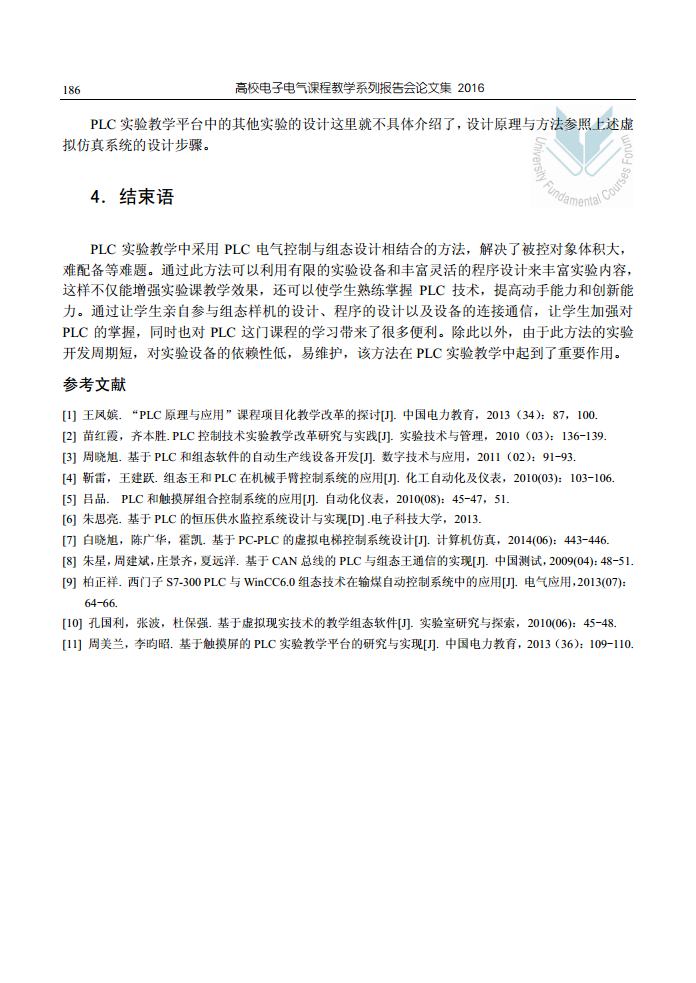 186
高校电子电气课程教学系列报告会论文集 2016
PLC 实验教学平台中的其他实验的设计这里就不具体介绍了，设计原理与方法参照上述虚
拟仿真系统的设计步骤。
University Fundamental Courses Forum
4．结束语
PLC 实验教学中采用 PLC 电气控制与组态设计相结合的方法，解决了被控对象体积大，
难配备等难题。通过此方法可以利用有限的实验设备和丰富灵活的程序设计来丰富实验内容，
这样不仅能增强实验课教学效果，还可以使学生熟练掌握 PLC 技术，提高动手能力和创新能
力。通过让学生亲自参与组态样机的设计、程序的设计以及设备的连接通信，让学生加强对
PLC 的掌握，同时也对 PLC 这门课程的学习带来了很多便利。除此以外，由于此方法的实验
开发周期短，对实验设备的依赖性低，易维护，该方法在 PLC 实验教学中起到了重要作用。
参考文献
[1] 王凤嫔. “PLC 原理与应用”课程项目化教学改革的探讨[J]. 中国电力教育，2013（34）：87，100.
[2] 苗红霞，齐本胜. PLC 控制技术实验教学改革研究与实践[J]. 实验技术与管理，2010（03）：136-139.
[3] 周晓旭. 基于 PLC 和组态软件的自动生产线设备开发[J]. 数字技术与应用，2011（02）：91-93.
[4] 靳雷，王建跃. 组态王和 PLC 在机械手臂控制系统的应用[J]. 化工自动化及仪表，2010(03)：103-106.
[5] 吕品. PLC 和触摸屏组合控制系统的应用[J]. 自动化仪表，2010(08)：45-47，51.
[6] 朱思亮. 基于 PLC 的恒压供水监控系统设计与实现[D] .电子科技大学，2013.
[7] 白晓旭，陈广华，霍凯. 基于 PC-PLC 的虚拟电梯控制系统设计[J]. 计算机仿真，2014(06)：443-446.
[8] 朱星,周建斌,庄景齐,夏远洋. 基于 CAN 总线的 PLC 与组态王通信的实现[J]. 中国测试,2009(04): 48-51.
[9] 柏正祥. 西门子 S7-300 PLC 与 WinCC6.0 组态技术在输煤自动控制系统中的应用[J]. 电气应用,2013(07)：
64-66.
[10] 孔国利，张波，杜保强. 基于虚拟现实技术的教学组态软件[J]. 实验室研究与探索，2010(06)：45-48.
[11] 周美兰，李昀昭. 基于触摸屏的 PLC 实验教学平台的研究与实现[J]. 中国电力教育，2013（36）：109-110.